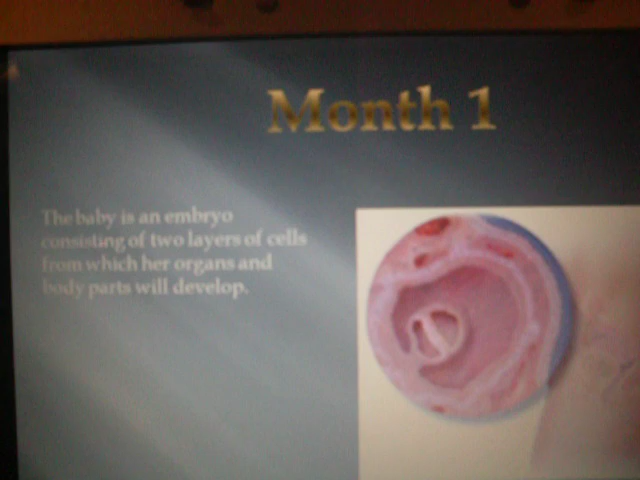 Month 1
The baby is an embryo
consisting of two layers of cells
from which her organs and
body parts will develop.